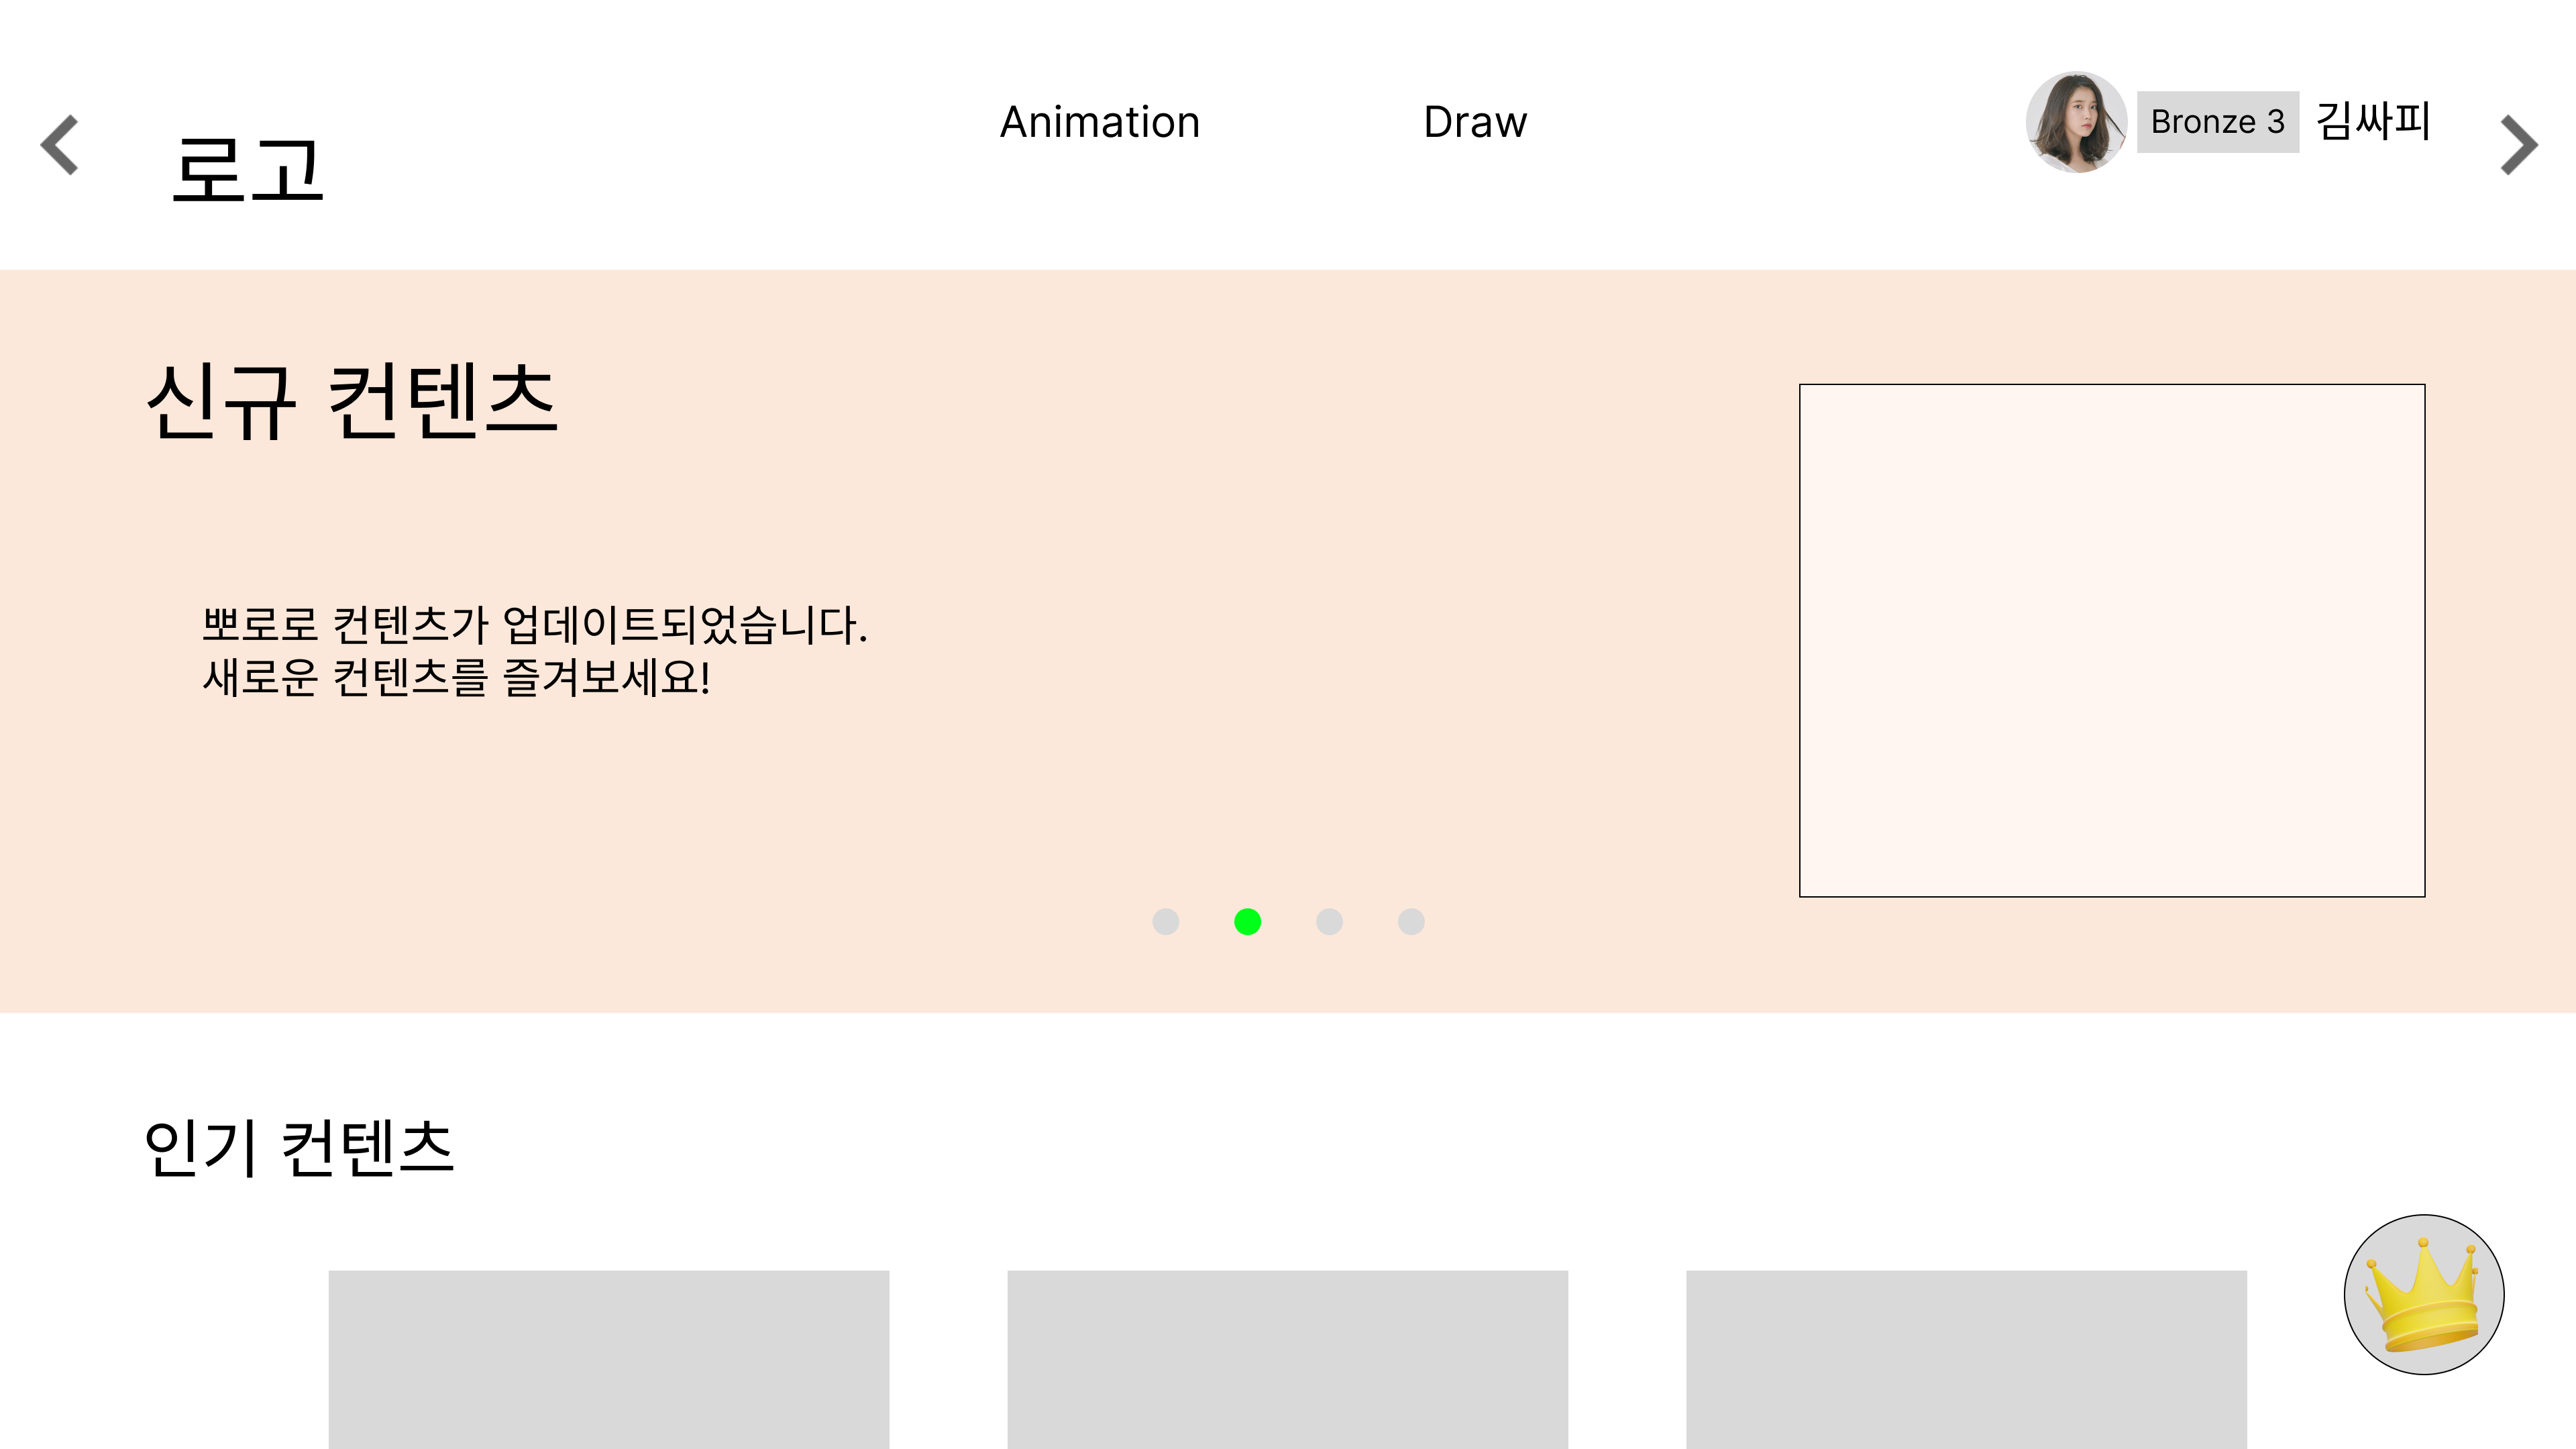 로고
Animation
Draw
Bronze 3
김싸피
신규 컨텐츠
뽀로로 컨텐츠가 업데이트되었습니다.
새로운 컨텐츠를 즐겨보세요!
인기 컨텐츠